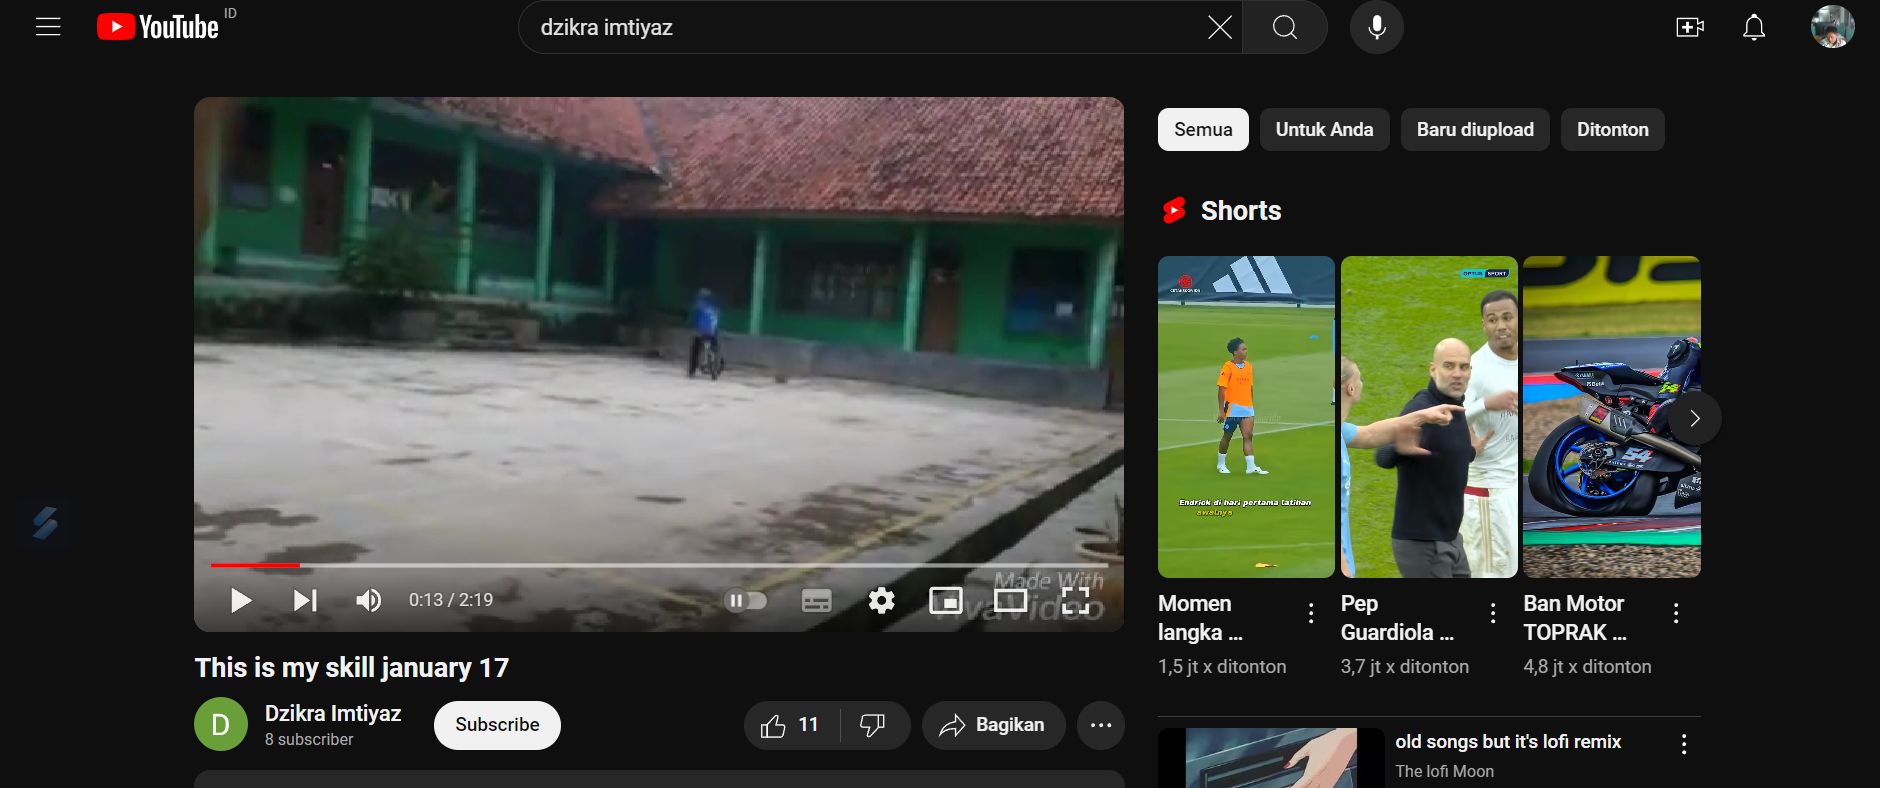 YouTube ID
dzikra imtiyaz
Semua
Untuk Anda
Baru diupload
Ditonton
Made With
VivaVideo
0:13 / 2:19
This is my skill january 17
D
Dzikra Imtiyaz
8 subscriber
Subscribe
11
Bagikan
Shorts
Endrick di hari pertama latihan
awalnya
OPTUS SPORT
54
Momen
langka ...
1,5 jt x ditonton
Pep
Guardiola ...
3,7 jt x ditonton
Ban Motor
TOPRAK ...
4,8 jt x ditonton
old songs but it's lofi remix
The lofi Moon